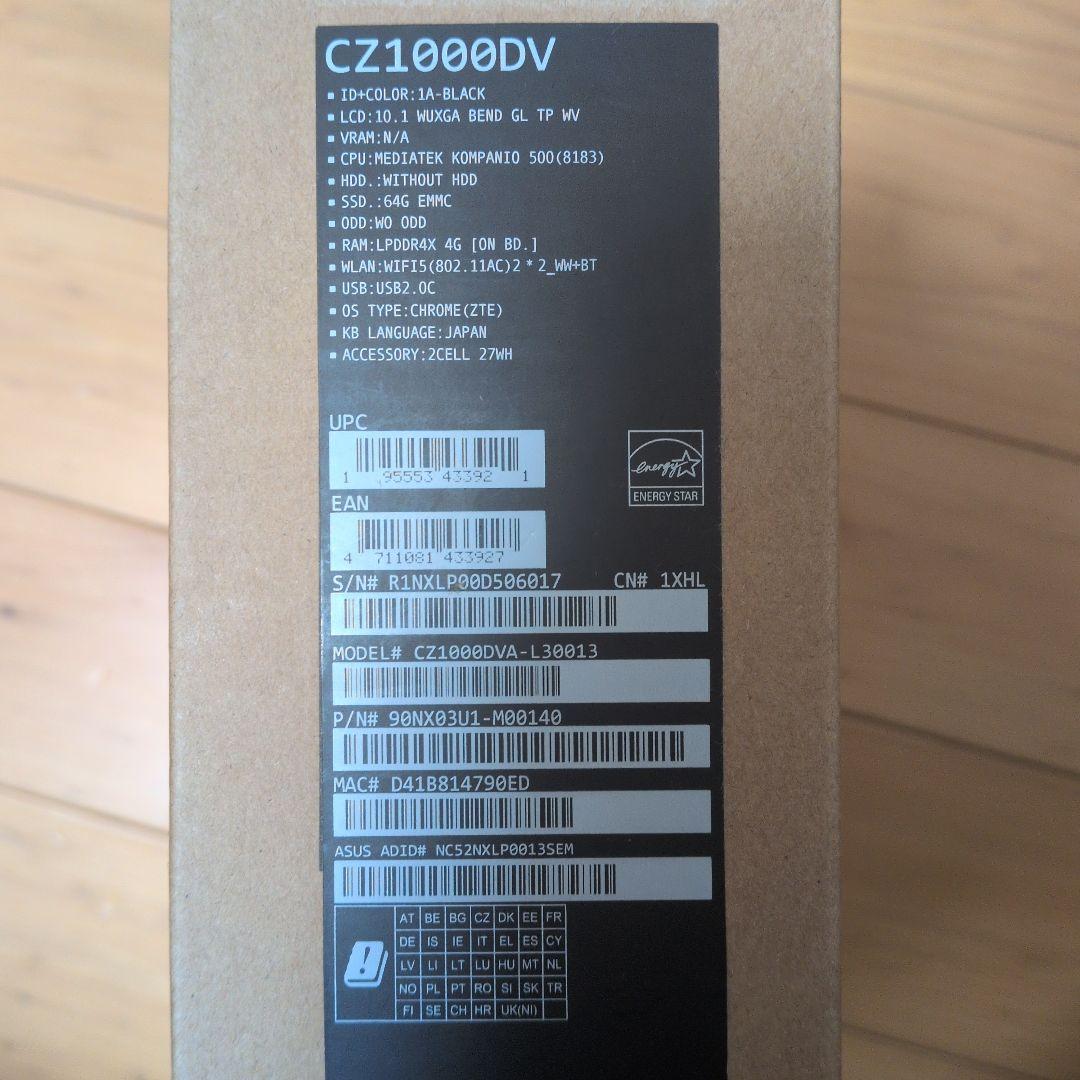 CZ1000DV
▪ ID+COLOR:1A-BLACK
▪ LCD:10.1 WUXGA BEND GL TP WV
▪ VRAM:N/A
▪ CPU:MEDIATEK KOMPANIO 500(8183)
▪ HDD.:WITHOUT HDD
▪ SSD.:64G EMMC
▪ ODD:WO ODD
▪ RAM:LPDDR4X 4G [ON BD.]
▪ WLAN:WIFI5(802.11AC)2*2_WW+BT
▪ USB:USB2.0C
▪ OS TYPE:CHROME(ZTE)
▪ KB LANGUAGE:JAPAN
▪ ACCESSORY:2CELL 27WH
UPC
1 95553 43392 1
energy
ENERGY STAR
EAN
4 711081 433927
S/N# R1NXLP00D506017 CN# 1XHL
MODEL# CZ1000DVA-L30013
P/N# 90NX03U1-M00140
MAC# D41B814790ED
ASUS ADID# NC52NXLP0013SEM
!
AT BE BG CZ DK EE FR
DE IS IE IT EL ES CY
LV LI LT LU HU MT NL
NO PL PT RO SI SK TR
FI SE CH HR UK(NI)